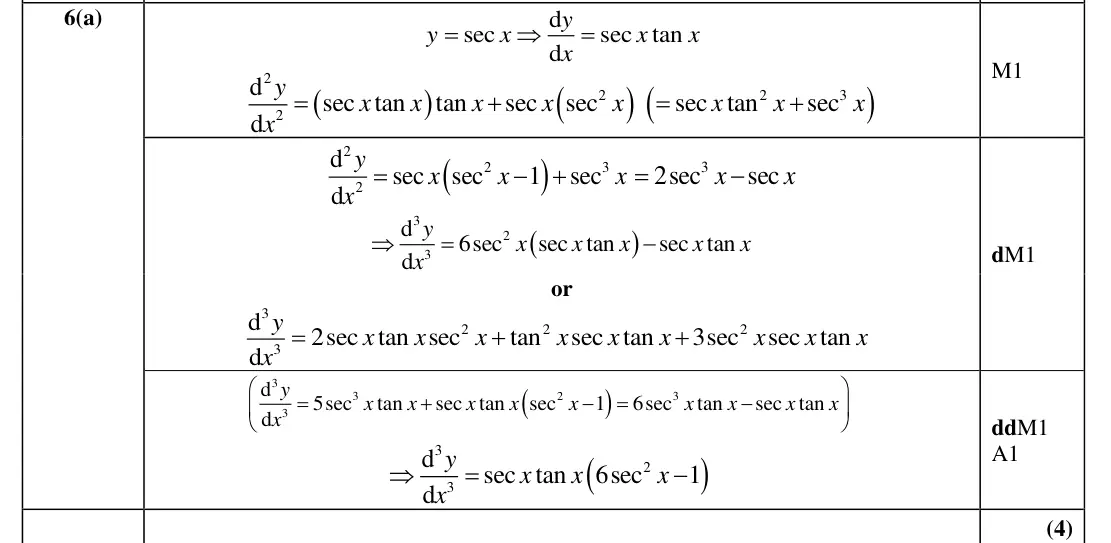 6(a)
y = sec x ⇒ dy/dx = sec x tan x
d²y/dx² = (sec x tan x) tan x + sec x (sec² x) (= sec x tan² x + sec³ x)
M1
d²y/dx² = sec x (sec² x − 1) + sec³ x = 2sec³ x − sec x
⇒ d³y/dx³ = 6sec² x (sec x tan x) − sec x tan x
or
d³y/dx³ = 2sec x tan x sec² x + tan² x sec x tan x + 3sec² x sec x tan x
dM1
(d³y/dx³ = 5sec³ x tan x + sec x tan x (sec² x − 1) = 6sec³ x tan x − sec x tan x)
⇒ d³y/dx³ = sec x tan x (6sec² x − 1)
ddM1
A1
(4)